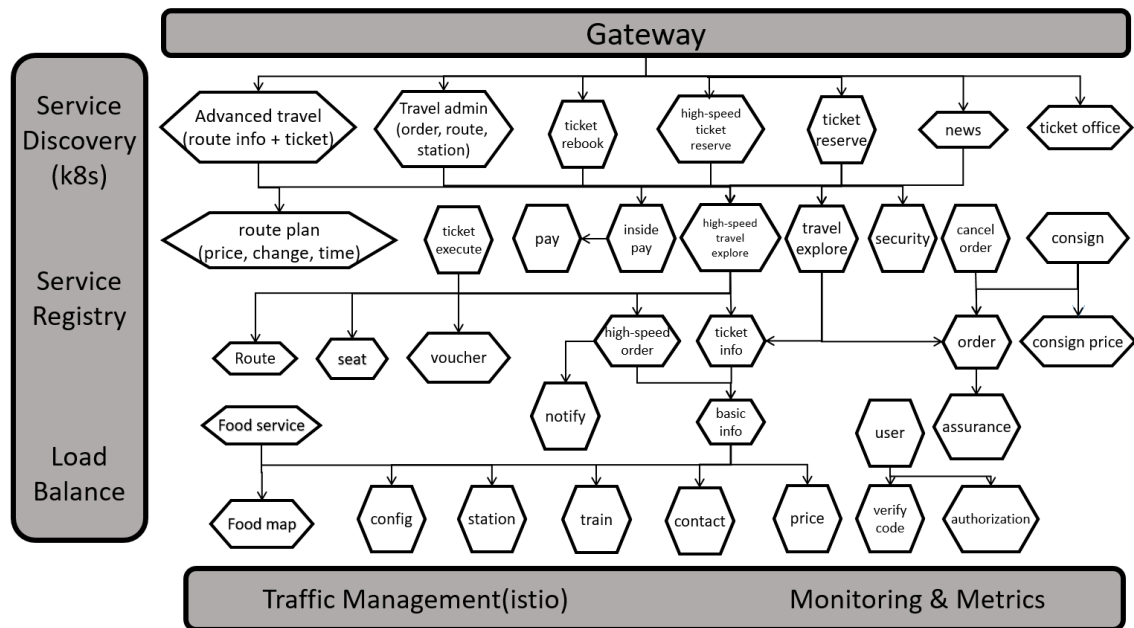 Gateway
Service
Discovery
(k8s)
Service
Registry
Load
Balance
Advanced travel
(route info + ticket)
Travel admin
(order, route,
station)
ticket
rebook
high-speed
ticket
reserve
ticket
reserve
news
ticket office
route plan
(price, change, time)
ticket
execute
pay
inside
pay
high-speed
travel
explore
travel
explore
security
cancel
order
consign
Route
seat
voucher
high-speed
order
ticket
info
order
consign price
Food service
notify
basic
info
user
assurance
Food map
config
station
train
contact
price
verify
code
authorization
Traffic Management(istio)
Monitoring & Metrics